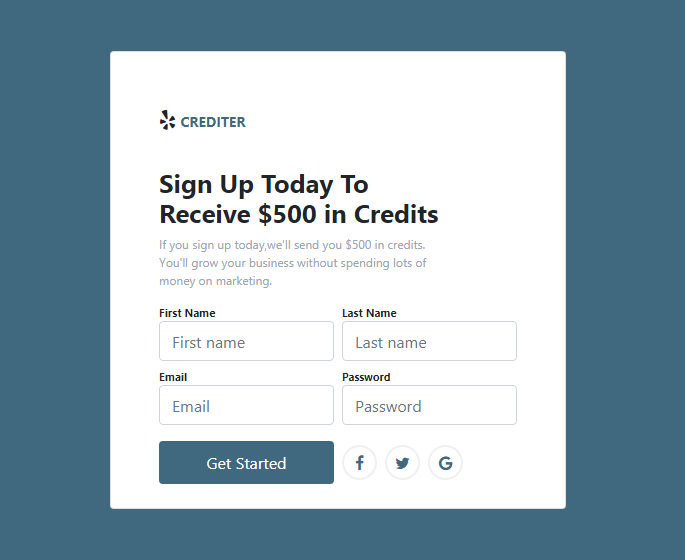 CREDITER
Sign Up Today To
Receive $500 in Credits
If you sign up today,we'll send you $500 in credits.
You'll grow your business without spending lots of
money on marketing.
First Name
Last Name
First name
Last name
Email
Password
Email
Password
Get Started